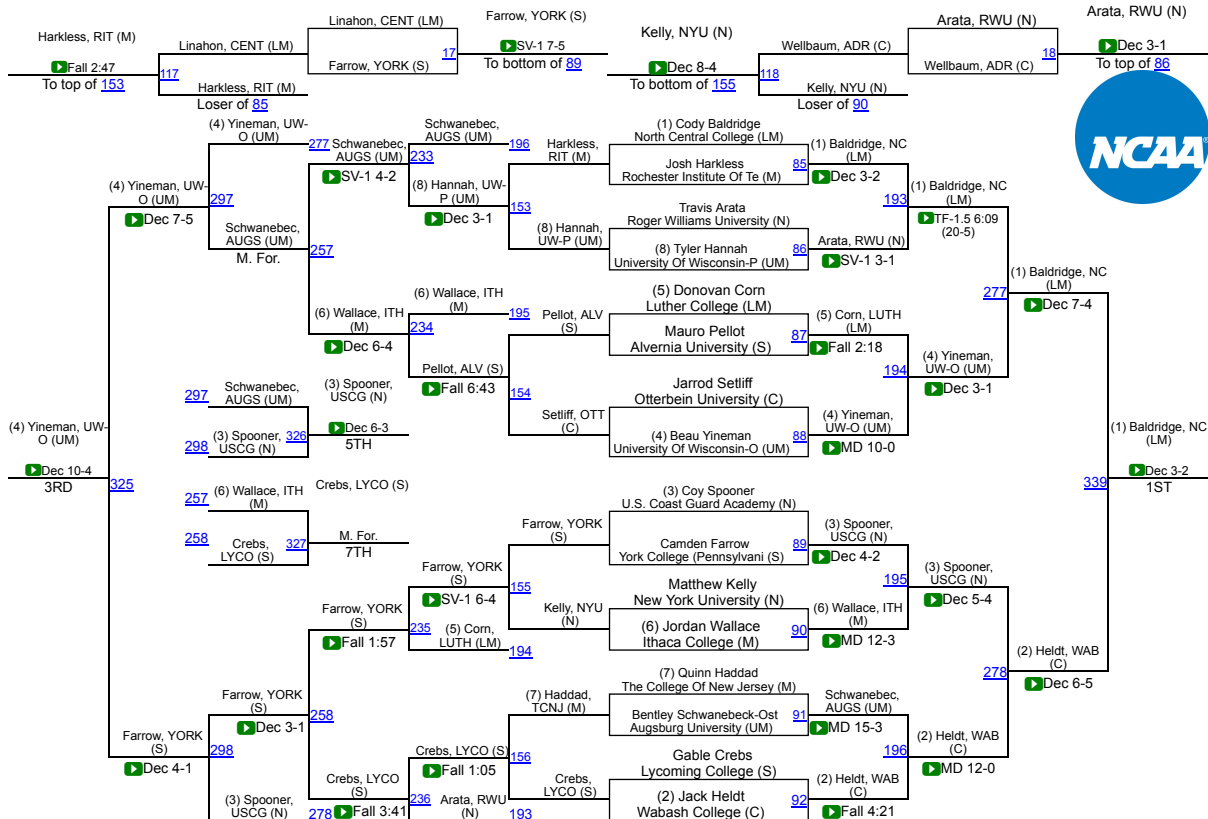 Harkless, RIT (M)
Fall 2:47
To top of 153
Linahon, CENT (LM)
117
Harkless, RIT (M)
Loser of 85
Linahon, CENT (LM)
17
Farrow, YORK (S)
Farrow, YORK (S)
SV-1 7-5
To bottom of 89
Kelly, NYU (N)
Dec 8-4
To bottom of 155
Wellbaum, ADR (C)
118
Kelly, NYU (N)
Loser of 90
Arata, RWU (N)
18
Wellbaum, ADR (C)
Arata, RWU (N)
Dec 3-1
To top of 86
NCAA
(1) Cody Baldridge
North Central College (LM)
85
Josh Harkless
Rochester Institute Of Te (M)
Travis Arata
Roger Williams University (N)
86
(8) Tyler Hannah
University Of Wisconsin-P (UM)
(5) Donovan Corn
Luther College (LM)
87
Mauro Pellot
Alvernia University (S)
Jarrod Setliff
Otterbein University (C)
88
(4) Beau Yineman
University Of Wisconsin-O (UM)
(3) Coy Spooner
U.S. Coast Guard Academy (N)
89
Camden Farrow
York College (Pennsylvani (S)
Matthew Kelly
New York University (N)
90
(6) Jordan Wallace
Ithaca College (M)
(7) Quinn Haddad
The College Of New Jersey (M)
91
Bentley Schwanebeck-Ost
Augsburg University (UM)
Gable Crebs
Lycoming College (S)
92
(2) Jack Heldt
Wabash College (C)
(1) Baldridge, NC
(LM)
Dec 3-2
193
Arata, RWU (N)
SV-1 3-1
(5) Corn, LUTH
(LM)
Fall 2:18
194
(4) Yineman,
UW-O (UM)
MD 10-0
(3) Spooner,
USCG (N)
Dec 4-2
195
(6) Wallace, ITH
(M)
MD 12-3
Schwanebec,
AUGS (UM)
MD 15-3
196
(2) Heldt, WAB
(C)
Fall 4:21
(1) Baldridge, NC
(LM)
TF-1.5 6:09
(20-5)
277
(4) Yineman,
UW-O (UM)
Dec 3-1
(3) Spooner,
USCG (N)
Dec 5-4
278
(2) Heldt, WAB
(C)
MD 12-0
(1) Baldridge, NC
(LM)
Dec 7-4
339
(2) Heldt, WAB
(C)
Dec 6-5
(1) Baldridge, NC
(LM)
Dec 3-2
1ST
Harkless,
RIT (M)
153
(8) Hannah,
UW-P (UM)
Pellot, ALV
(S)
154
Setliff, OTT
(C)
Farrow, YORK
(S)
155
Kelly, NYU
(N)
(7) Haddad,
TCNJ (M)
156
Crebs,
LYCO (S)
Schwanebec,
AUGS (UM)
196
233
(8) Hannah, UW-
P (UM)
Dec 3-1
(6) Wallace, ITH
(M)
195
234
Pellot, ALV (S)
Fall 6:43
Farrow, YORK
(S)
SV-1 6-4
235
(5) Corn,
LUTH (LM)
194
Crebs, LYCO (S)
Fall 1:05
236
Arata, RWU
(N)
193
Schwanebec,
AUGS (UM)
SV-1 4-2
257
(6) Wallace, ITH
(M)
Dec 6-4
Farrow, YORK
(S)
Fall 1:57
258
Crebs, LYCO
(S)
Fall 3:41
(4) Yineman, UW-
O (UM)
277
297
Schwanebec,
AUGS (UM)
M. For.
Farrow, YORK
(S)
Dec 3-1
298
(3) Spooner,
USCG (N)
278
(4) Yineman, UW-
O (UM)
Dec 7-5
325
Farrow, YORK
(S)
Dec 4-1
(4) Yineman, UW-
O (UM)
Dec 10-4
3RD
297
Schwanebec,
AUGS (UM)
298
(3) Spooner,
USCG (N)
326
(3) Spooner,
USCG (N)
Dec 6-3
5TH
257
(6) Wallace, ITH
(M)
258
Crebs,
LYCO (S)
327
Crebs, LYCO (S)
M. For.
7TH